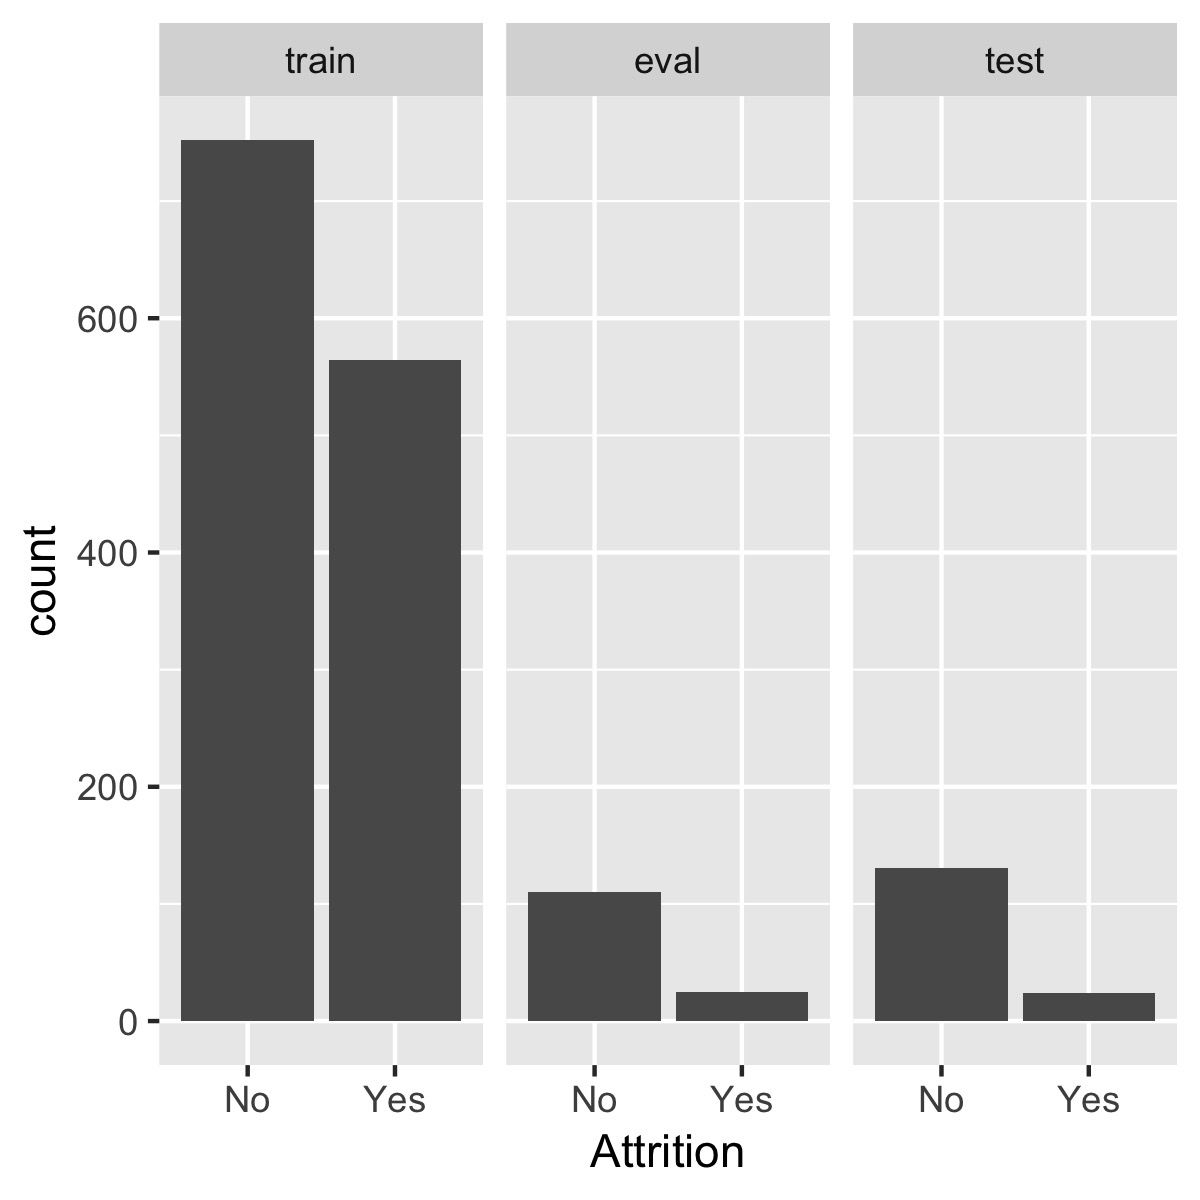 train eval test
600
400
200
0
count
No Yes No Yes No Yes
Attrition